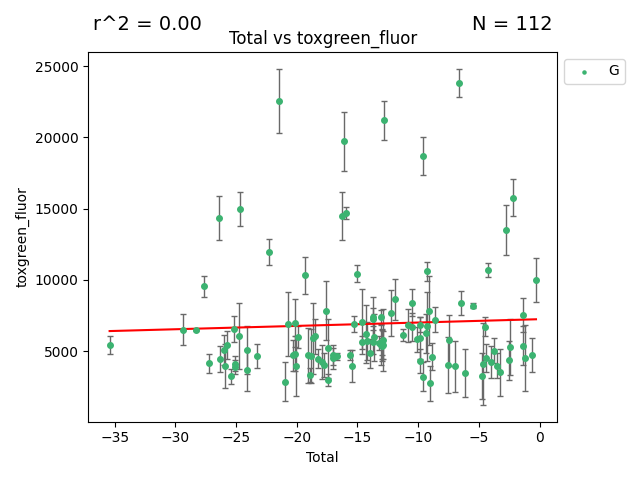 r^2 = 0.00 N = 112
Total vs toxgreen_fluor
G
25000
20000
15000
10000
5000
toxgreen_fluor
−35 −30 −25 −20 −15 −10 −5 0
Total